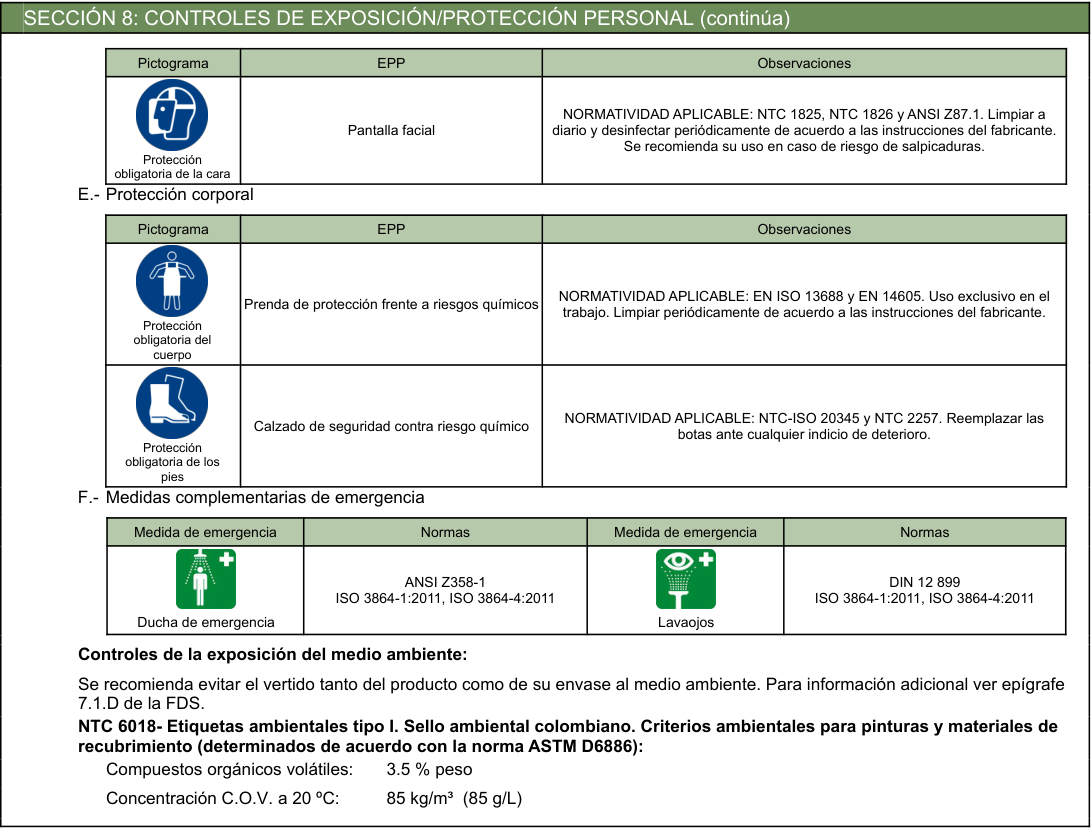 SECCIÓN 8: CONTROLES DE EXPOSICIÓN/PROTECCIÓN PERSONAL (continúa)
Pictograma EPP Observaciones
Protección
obligatoria de la cara
Pantalla facial
NORMATIVIDAD APLICABLE: NTC 1825, NTC 1826 y ANSI Z87.1. Limpiar a
diario y desinfectar periódicamente de acuerdo a las instrucciones del fabricante.
Se recomienda su uso en caso de riesgo de salpicaduras.
E.- Protección corporal
Pictograma EPP Observaciones
Protección
obligatoria del
cuerpo
Prenda de protección frente a riesgos químicos
NORMATIVIDAD APLICABLE: EN ISO 13688 y EN 14605. Uso exclusivo en el
trabajo. Limpiar periódicamente de acuerdo a las instrucciones del fabricante.
Protección
obligatoria de los
pies
Calzado de seguridad contra riesgo químico
NORMATIVIDAD APLICABLE: NTC-ISO 20345 y NTC 2257. Reemplazar las
botas ante cualquier indicio de deterioro.
F.- Medidas complementarias de emergencia
Medida de emergencia Normas Medida de emergencia Normas
Ducha de emergencia
ANSI Z358-1
ISO 3864-1:2011, ISO 3864-4:2011
Lavaojos
DIN 12 899
ISO 3864-1:2011, ISO 3864-4:2011
Controles de la exposición del medio ambiente:
Se recomienda evitar el vertido tanto del producto como de su envase al medio ambiente. Para información adicional ver epígrafe
7.1.D de la FDS.
NTC 6018- Etiquetas ambientales tipo I. Sello ambiental colombiano. Criterios ambientales para pinturas y materiales de
recubrimiento (determinados de acuerdo con la norma ASTM D6886):
Compuestos orgánicos volátiles: 3.5 % peso
Concentración C.O.V. a 20 ºC: 85 kg/m³ (85 g/L)